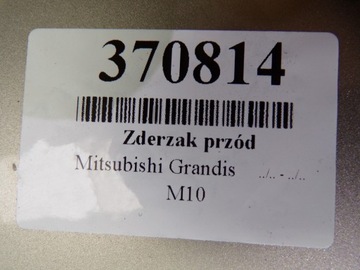 370814
Zderzak przód
Mitsubishi Grandis ../.. - ../..
M10